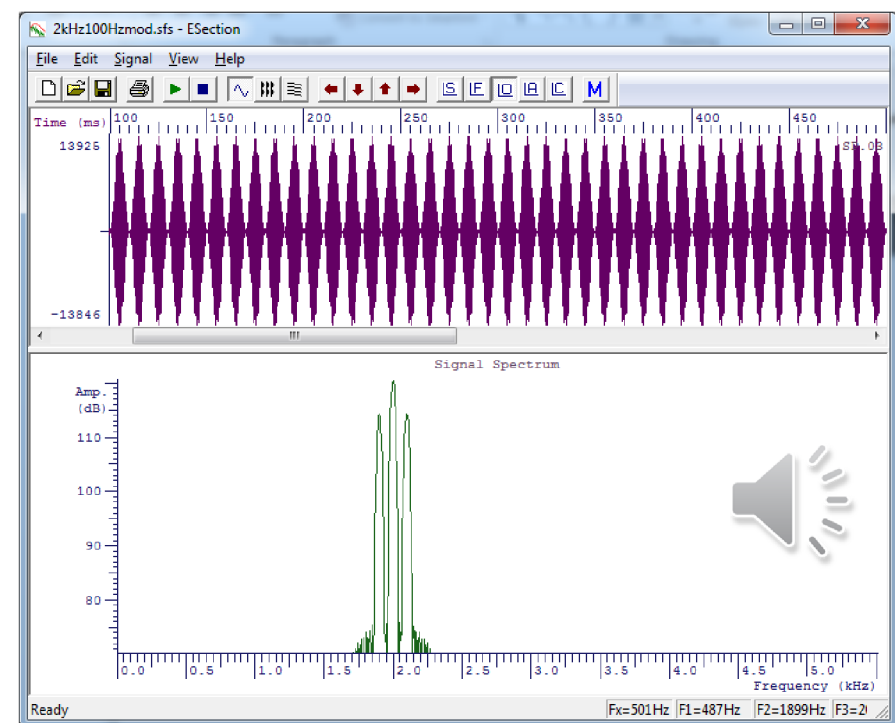 2kHz100Hzmod.sfs - ESection
File Edit Signal View Help
S F O A C M
Time (ms) 100 150 200 250 300 350 400 450
13925
-13846
Signal Spectrum
Amp.
(dB)
110
100
90
80
0.0 0.5 1.0 1.5 2.0 2.5 3.0 3.5 4.0 4.5 5.0
Frequency (kHz)
Ready Fx=501Hz F1=487Hz F2=1899Hz F3=2